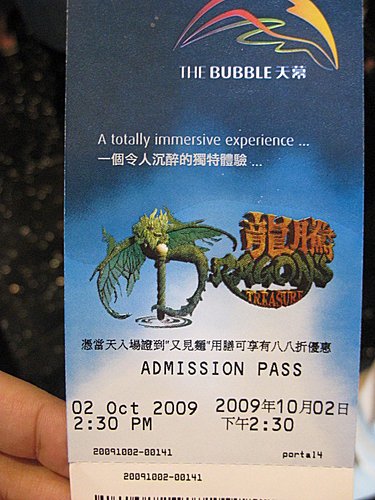 THE BUBBLE 天幕
A totally immersive experience ...
一個令人沉醉的獨特體驗 ...
龍騰
DRAGON'S
TREASURE
憑當天入場證到"又見麵"用膳可享有八八折優惠
ADMISSION PASS
02 Oct 2009 2009年10月02日
2:30 PM 下午2:30
20091002-00141 portal4
20091002-00141